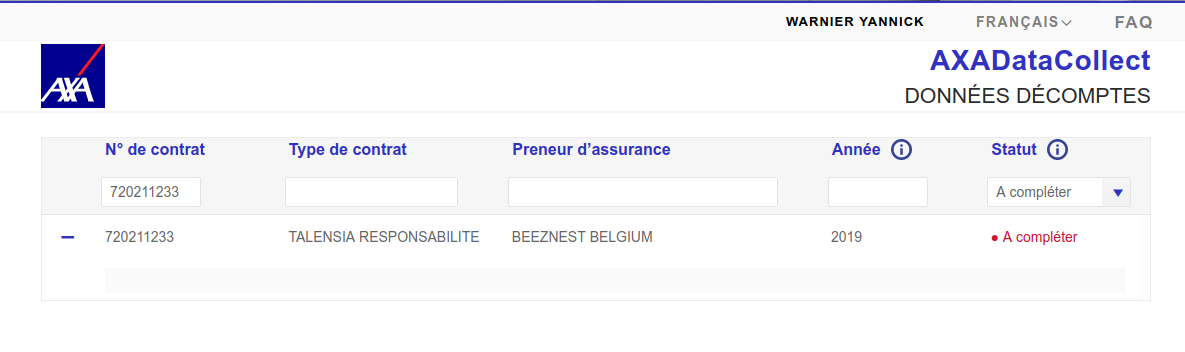 WARNIER YANNICK FRANÇAIS FAQ
AXA
AXADataCollect
DONNÉES DÉCOMPTES
N° de contrat Type de contrat Preneur d'assurance Année Statut
720211233 A compléter
720211233 TALENSIA RESPONSABILITE BEEZNEST BELGIUM 2019 A compléter